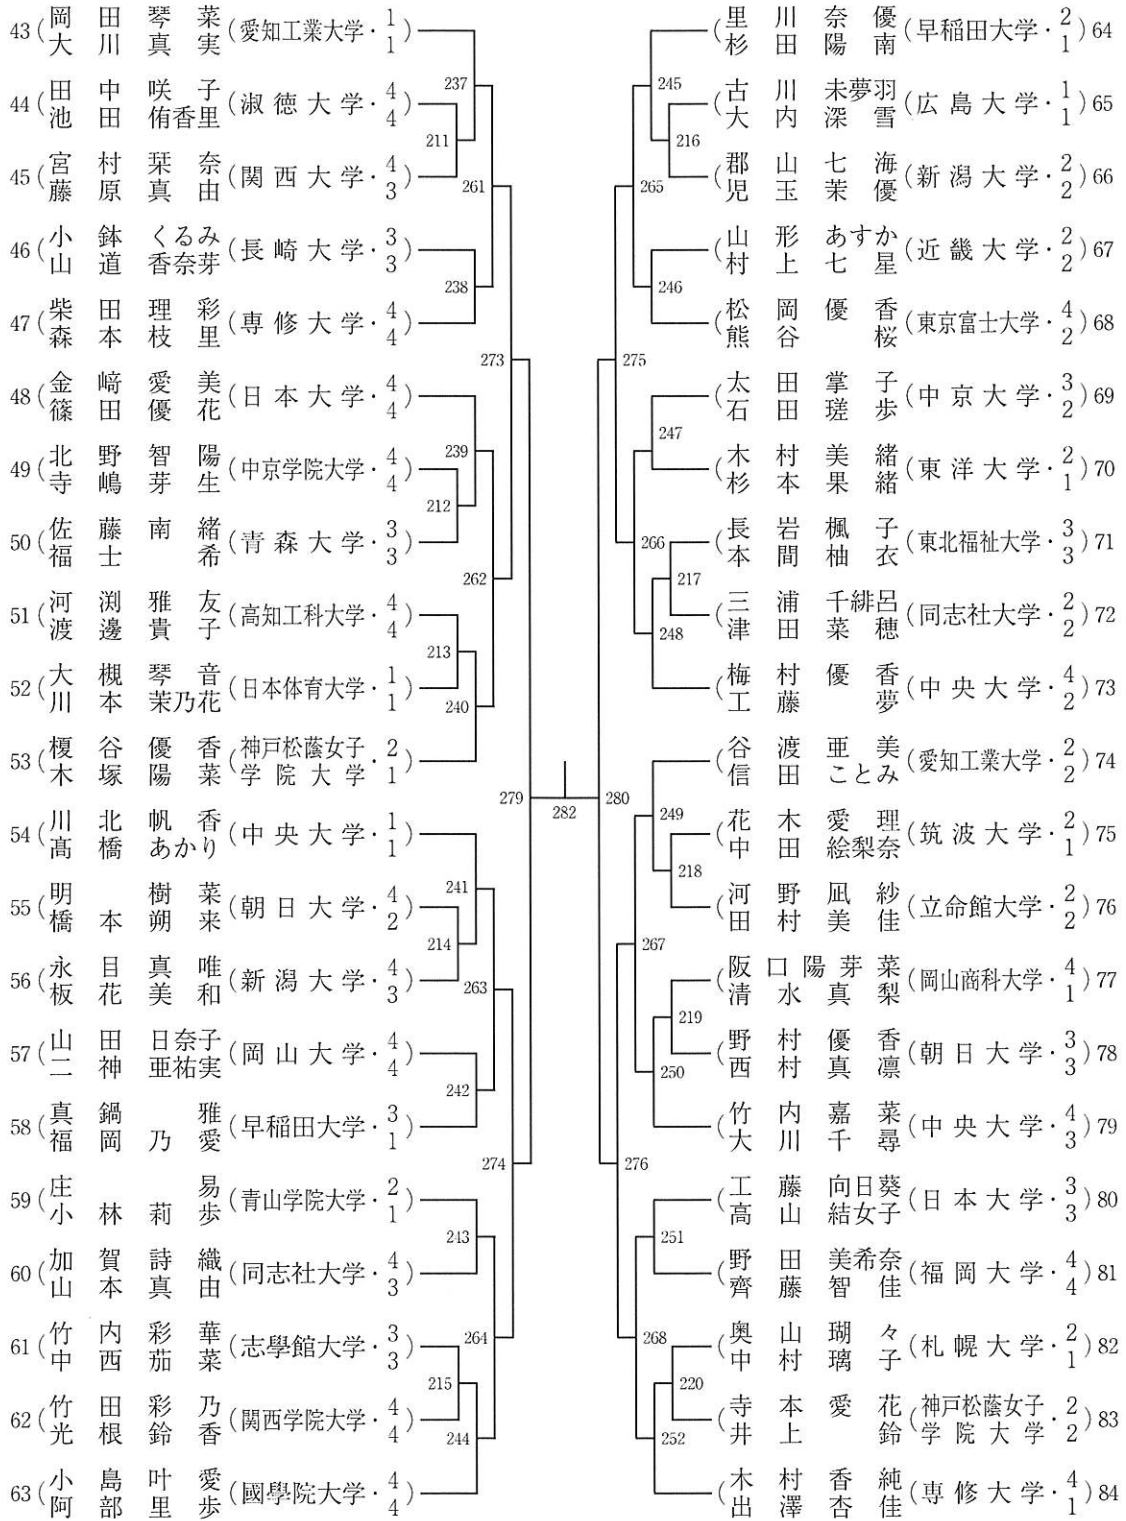 43 (岡田琴菜 (愛知工業大学・1)
大川真実 1
44 (田中咲子 (淑徳大学・4)
池田侑香里 4
45 (宮村栞奈 (関西大学・4)
藤原真由 3
46 (小鉢くるみ (長崎大学・3)
山道香奈芽 3
47 (柴田理彩 (専修大学・4)
森本枝里 4
48 (金﨑愛美 (日本大学・4)
篠田優花 4
49 (北野智陽 (中京学院大学・4)
寺嶋芽生 4
50 (佐藤南緒 (青森大学・3)
福士希 3
51 (河渕雅友 (高知工科大学・4)
渡邊貴子 4
52 (大槻琴音 (日本体育大学・1)
川本茉乃花 1
53 (榎谷優香 (神戸松蔭女子・2)
木塚陽菜 学院大学 1
54 (川北帆香 (中央大学・1)
髙橋あかり 1
55 (明樹菜 (朝日大学・4)
橋本朔来 2
56 (永目真唯 (新潟大学・4)
板花美和 3
57 (山田日奈子 (岡山大学・4)
二神亜祐実 4
58 (真鍋雅 (早稲田大学・3)
福岡乃愛 1
59 (庄易 (青山学院大学・2)
小林莉歩 1
60 (加賀詩織 (同志社大学・4)
山本真由 3
61 (竹内彩華 (志學館大学・3)
中西茄菜 3
62 (竹田彩乃 (関西学院大学・4)
光根鈴香 4
63 (小島叶愛 (國學院大学・4)
阿部里歩 4
237
211
261
238
273
239
212
262
213
240
279
241
214
263
242
274
243
264
215
244
282
280
245
216
265
246
275
247
266
217
248
249
218
267
219
250
276
251
268
220
252
(里川奈優 (早稲田大学・2) 64
杉田陽南 1
(古川未夢羽 (広島大学・1) 65
大内深雪 1
(郡山七海 (新潟大学・2) 66
児玉茉優 2
(山形あすか (近畿大学・2) 67
村上七星 2
(松岡優香 (東京富士大学・4) 68
熊谷桜 2
(太田掌子 (中京大学・3) 69
石田瑳歩 2
(木村美緒 (東洋大学・2) 70
杉本果緒 1
(長岩楓子 (東北福祉大学・3) 71
本間柚衣 3
(三浦千緋呂 (同志社大学・2) 72
津田菜穂 2
(梅村優香 (中央大学・4) 73
工藤夢 2
(谷渡亜美 (愛知工業大学・2) 74
信田ことみ 2
(花木愛理 (筑波大学・2) 75
中田絵梨奈 1
(河野凪紗 (立命館大学・2) 76
田村美佳 2
(阪口陽芽菜 (岡山商科大学・4) 77
清水真梨 1
(野村優香 (朝日大学・3) 78
西村真凛 3
(竹内嘉菜 (中央大学・4) 79
大川千尋 3
(工藤向日葵 (日本大学・3) 80
高山結女子 3
(野田美希奈 (福岡大学・4) 81
齊藤智佳 4
(奥山瑚々 (札幌大学・2) 82
中村璃子 1
(寺本愛花 (神戸松蔭女子・2) 83
井上鈴 学院大学 2
(木村香純 (専修大学・4) 84
出澤杏佳 1